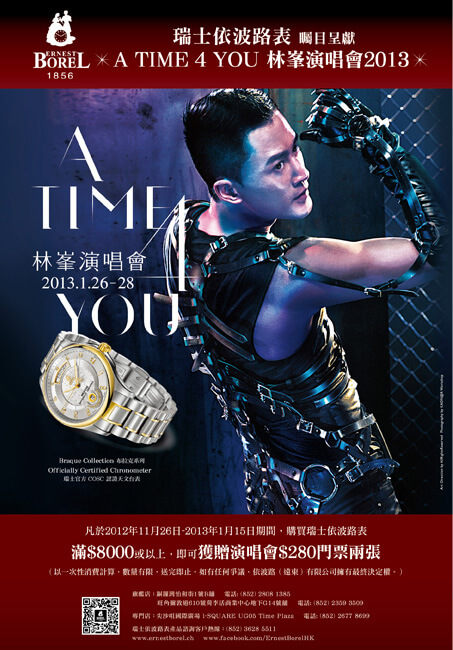 ERNEST
BOREL
1856
瑞士依波路表 矚目呈獻
A TIME 4 YOU 林峯演唱會2013
A
TIME
4
林峯演唱會
2013.1.26-28
YOU
Braque Collection 布拉克系列
Officially Certified Chronometer
瑞士官方 COSC 認證天文台表
凡於2012年11月26日-2013年1月15日期間，購買瑞士依波路表
滿$8000或以上，即可獲贈演唱會$280門票兩張
（以一次性消費計算，數量有限，送完即止。如有任何爭議，依波路（遠東）有限公司擁有最終決定權。）
旗艦店：銅鑼灣怡和街1號B舖 電話: (852) 2808 1385
旺角彌敦道610號荷李活商業中心地下G14號舖 電話: (852) 2359 3509
專門店：尖沙咀國際廣場 i-SQUARE UG05 Time Plaza 電話: (852) 2677 8699
瑞士依波路表產品諮詢客戶熱線：(852) 3628 5511
www.ernestborel.ch www.facebook.com/ErnestBorelHK